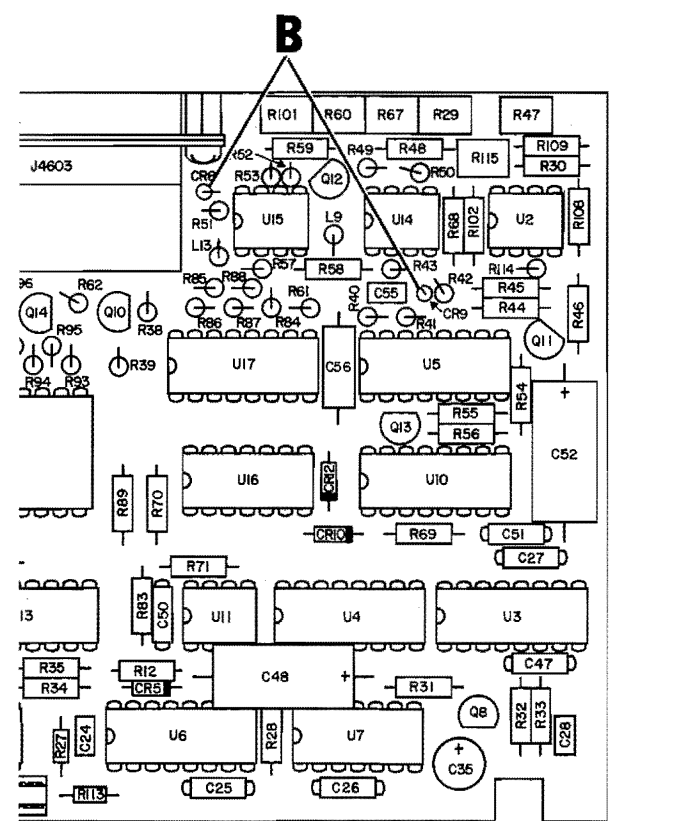 B
R101 R60 R67 R29 R47
R59 R49 R48 R109
R52 R115 R30
J4603 R53 Q12 R50
CR8
R51 U15 L9 U14 R68 R102 U2 R108
L13
R57 R58 R43 R114
R85 R88 R42 R45
R62 R61 R40 C55 R44
Q14 Q10 CR9 R46
R95 R38 R86 R87 R84 R41 Q11
R94 R93 R39 U17 C56 U5
R54 +
R55
Q13 R56
C52
R89 R70 U16 CR12 U10
CR10 R69 C51
C27
R71
13 R83 C50 U11 U4 U3
R35 R12 C48 + C47
R34 CR5 R31
R27 C24 U6 R28 U7 Q8 R32 R33 C28
+
C35
R113 C25 C26